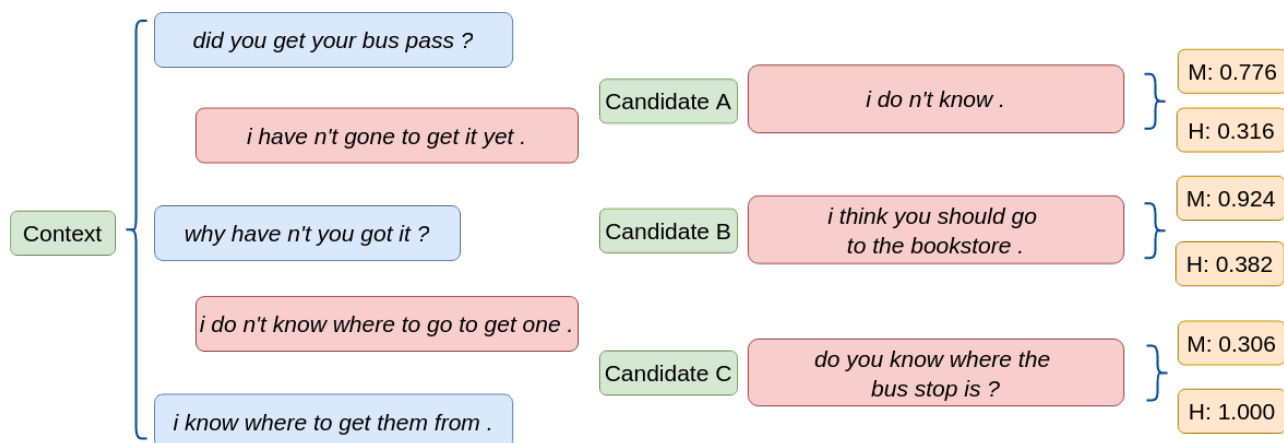 Context
did you get your bus pass ?
i have n't gone to get it yet .
why have n't you got it ?
i do n't know where to go to get one .
i know where to get them from .
Candidate A
i do n't know .
M: 0.776
H: 0.316
Candidate B
i think you should go
to the bookstore .
M: 0.924
H: 0.382
Candidate C
do you know where the
bus stop is ?
M: 0.306
H: 1.000